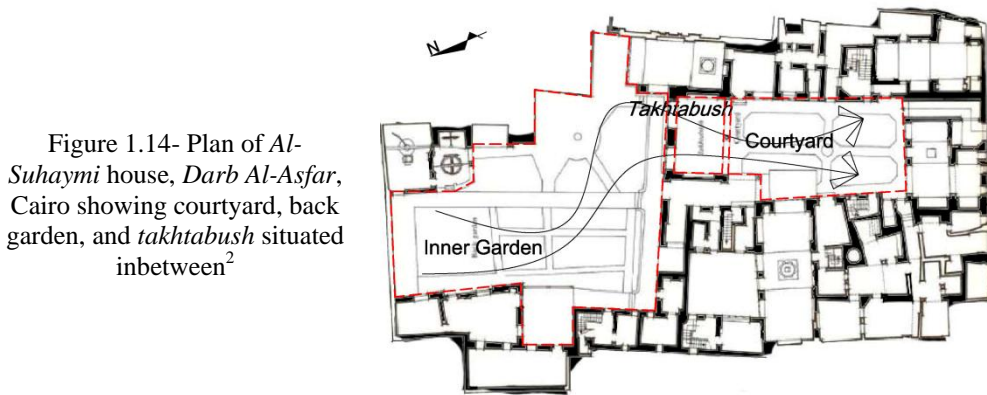 Figure 1.14- Plan of Al-
Suhaymi house, Darb Al-Asfar,
Cairo showing courtyard, back
garden, and takhtabush situated
inbetween2
N
Takhtabush
Courtyard
Inner Garden